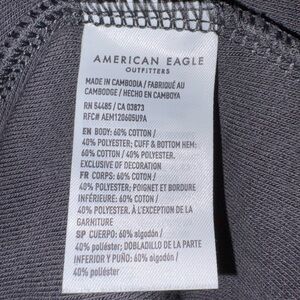 AMERICAN EAGLE
OUTFITTERS
MADE IN CAMBODIA / FABRIQUÉ AU
CAMBODGE / HECHO EN CAMBOYA
RN 54485 / CA 03873
RFC# AEM120605U9A
EN BODY: 60% COTTON /
40% POLYESTER; CUFF & BOTTOM HEM:
60% COTTON / 40% POLYESTER.
EXCLUSIVE OF DECORATION
FR CORPS: 60% COTON /
40% POLYESTER; POIGNET ET BORDURE
INFÉRIEURE: 60% COTON /
40% POLYESTER. À L'EXCEPTION DE LA
GARNITURE
SP CUERPO: 60% algodón /
40% poliéster; DOBLADILLO DE LA PARTE
INFERIOR Y PUÑO: 60% algodón /
40% poliéster